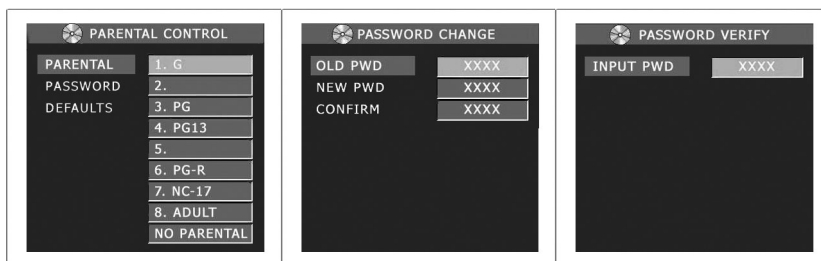 PARENTAL CONTROL
PARENTAL 1. G
PASSWORD 2.
DEFAULTS 3. PG
4. PG13
5.
6. PG-R
7. NC-17
8. ADULT
NO PARENTAL
PASSWORD CHANGE
OLD PWD XXXX
NEW PWD XXXX
CONFIRM XXXX
PASSWORD VERIFY
INPUT PWD XXXX